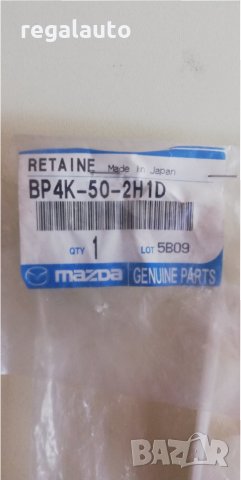 regalauto
RETAINE Made in Japan
BP4K-50-2H1D
QTY 1 LOT 5B09
mazda GENUINE PARTS
BAZAR